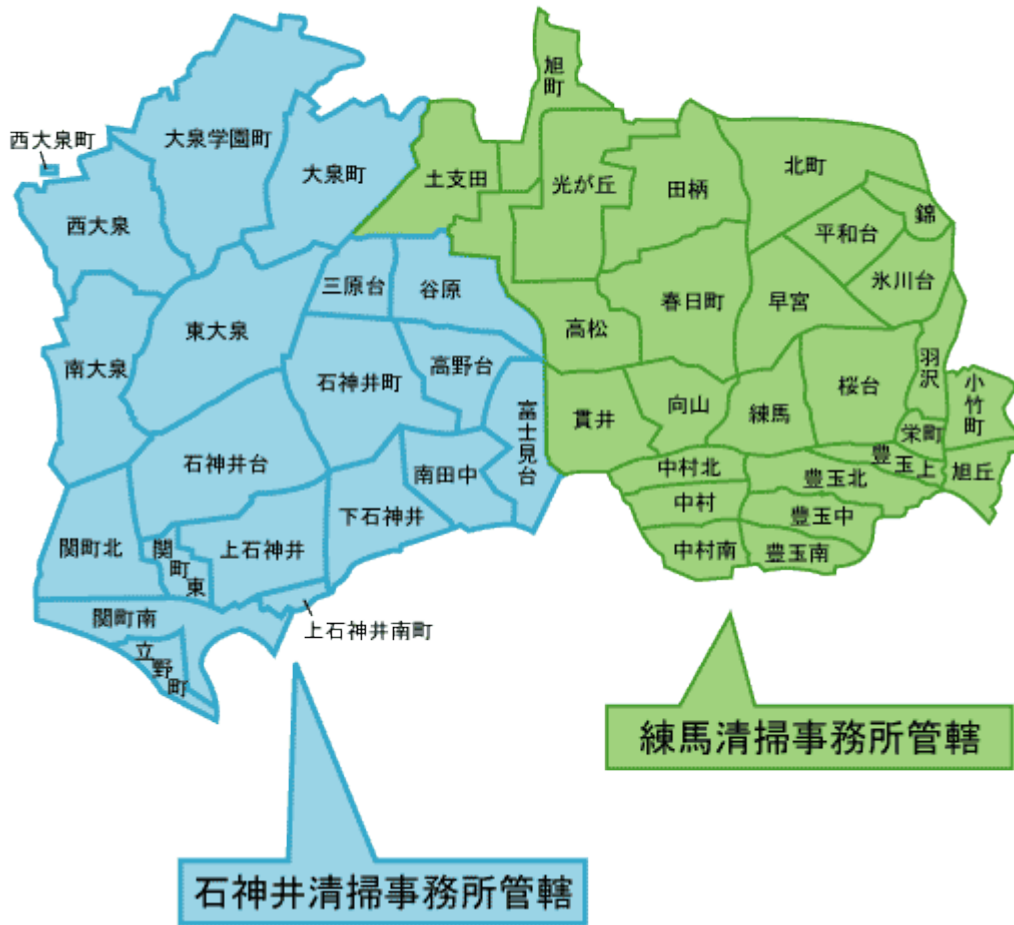 旭町
西大泉町
大泉学園町
大泉町
土支田
光が丘
田柄
北町
錦
西大泉
平和台
氷川台
三原台
谷原
東大泉
高松
春日町
早宮
南大泉
石神井町
高野台
富士見台
貫井
向山
練馬
桜台
羽沢
小竹町
栄町
石神井台
南田中
中村北
豊玉北
豊玉上
旭丘
下石神井
中村
豊玉中
関町北
関町東
上石神井
中村南
豊玉南
関町南
上石神井南町
立野町
練馬清掃事務所管轄
石神井清掃事務所管轄